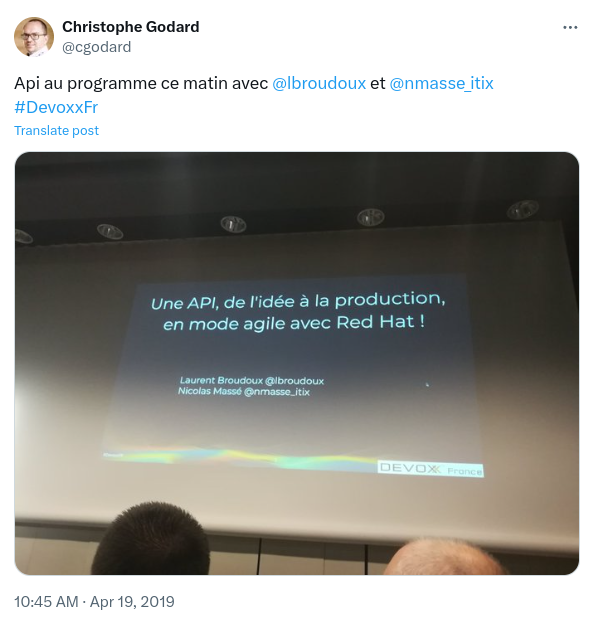 Christophe Godard
@cgodard
Api au programme ce matin avec @lbroudoux et @nmasse_itix
#DevoxxFr
Translate post
Une API, de l'idée à la production,
en mode agile avec Red Hat !
Laurent Broudoux @lbroudoux
Nicolas Massé @nmasse_itix
DEVOXX France
10:45 AM · Apr 19, 2019